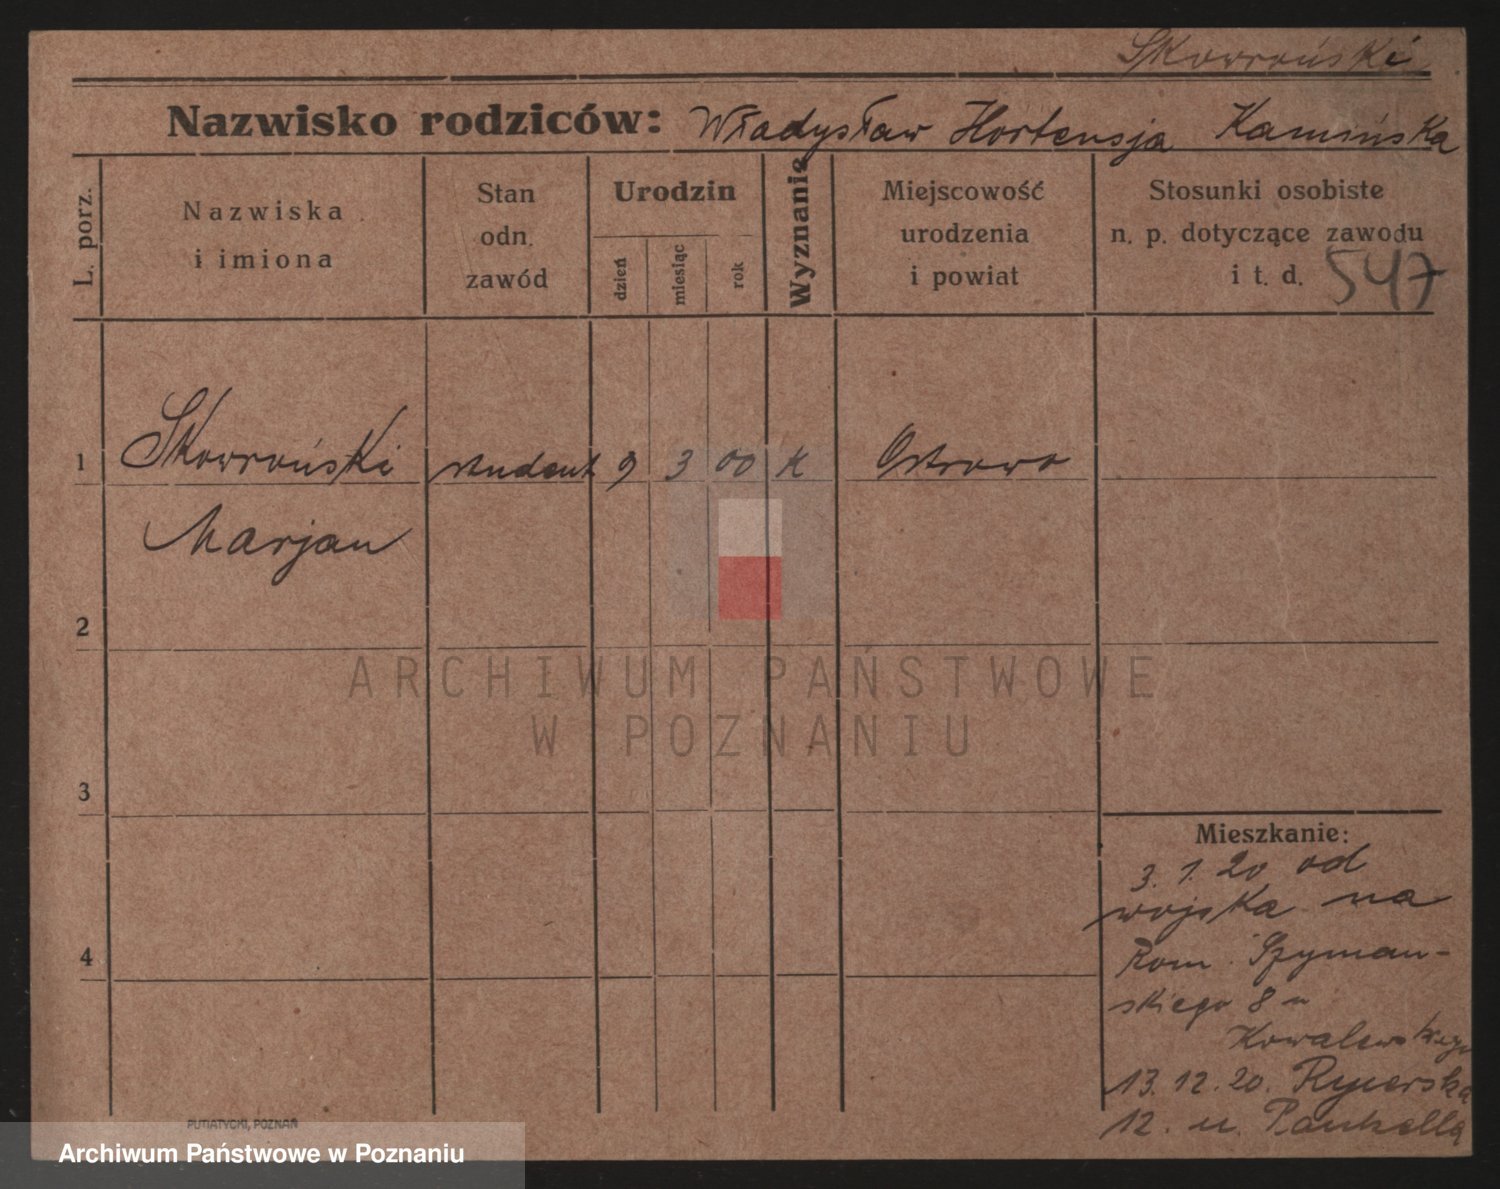 Skowroński
Nazwisko rodziców: Władysław Hortensja Kamińska
L. porz.
Nazwiska
i imiona
Stan
odn.
zawód
Urodzin
dzień
miesiąc
rok
Wyznanie
Miejscowość
urodzenia
i powiat
Stosunki osobiste
n. p. dotyczące zawodu
i t. d. 547
1 Skowroński student 9 3 00 k Ostrowo
Marjan
2
3
4
ARCHIWUM PAŃSTWOWE
W POZNANIU
Mieszkanie:
3. 1. 20 od
wojska na
Rom. Szyman-
skiego 8 u
Kowalewskiego
13. 12. 20. Rycerska
12. u.
PUTIATYCKI, POZNAŃ
Archiwum Państwowe w Poznaniu